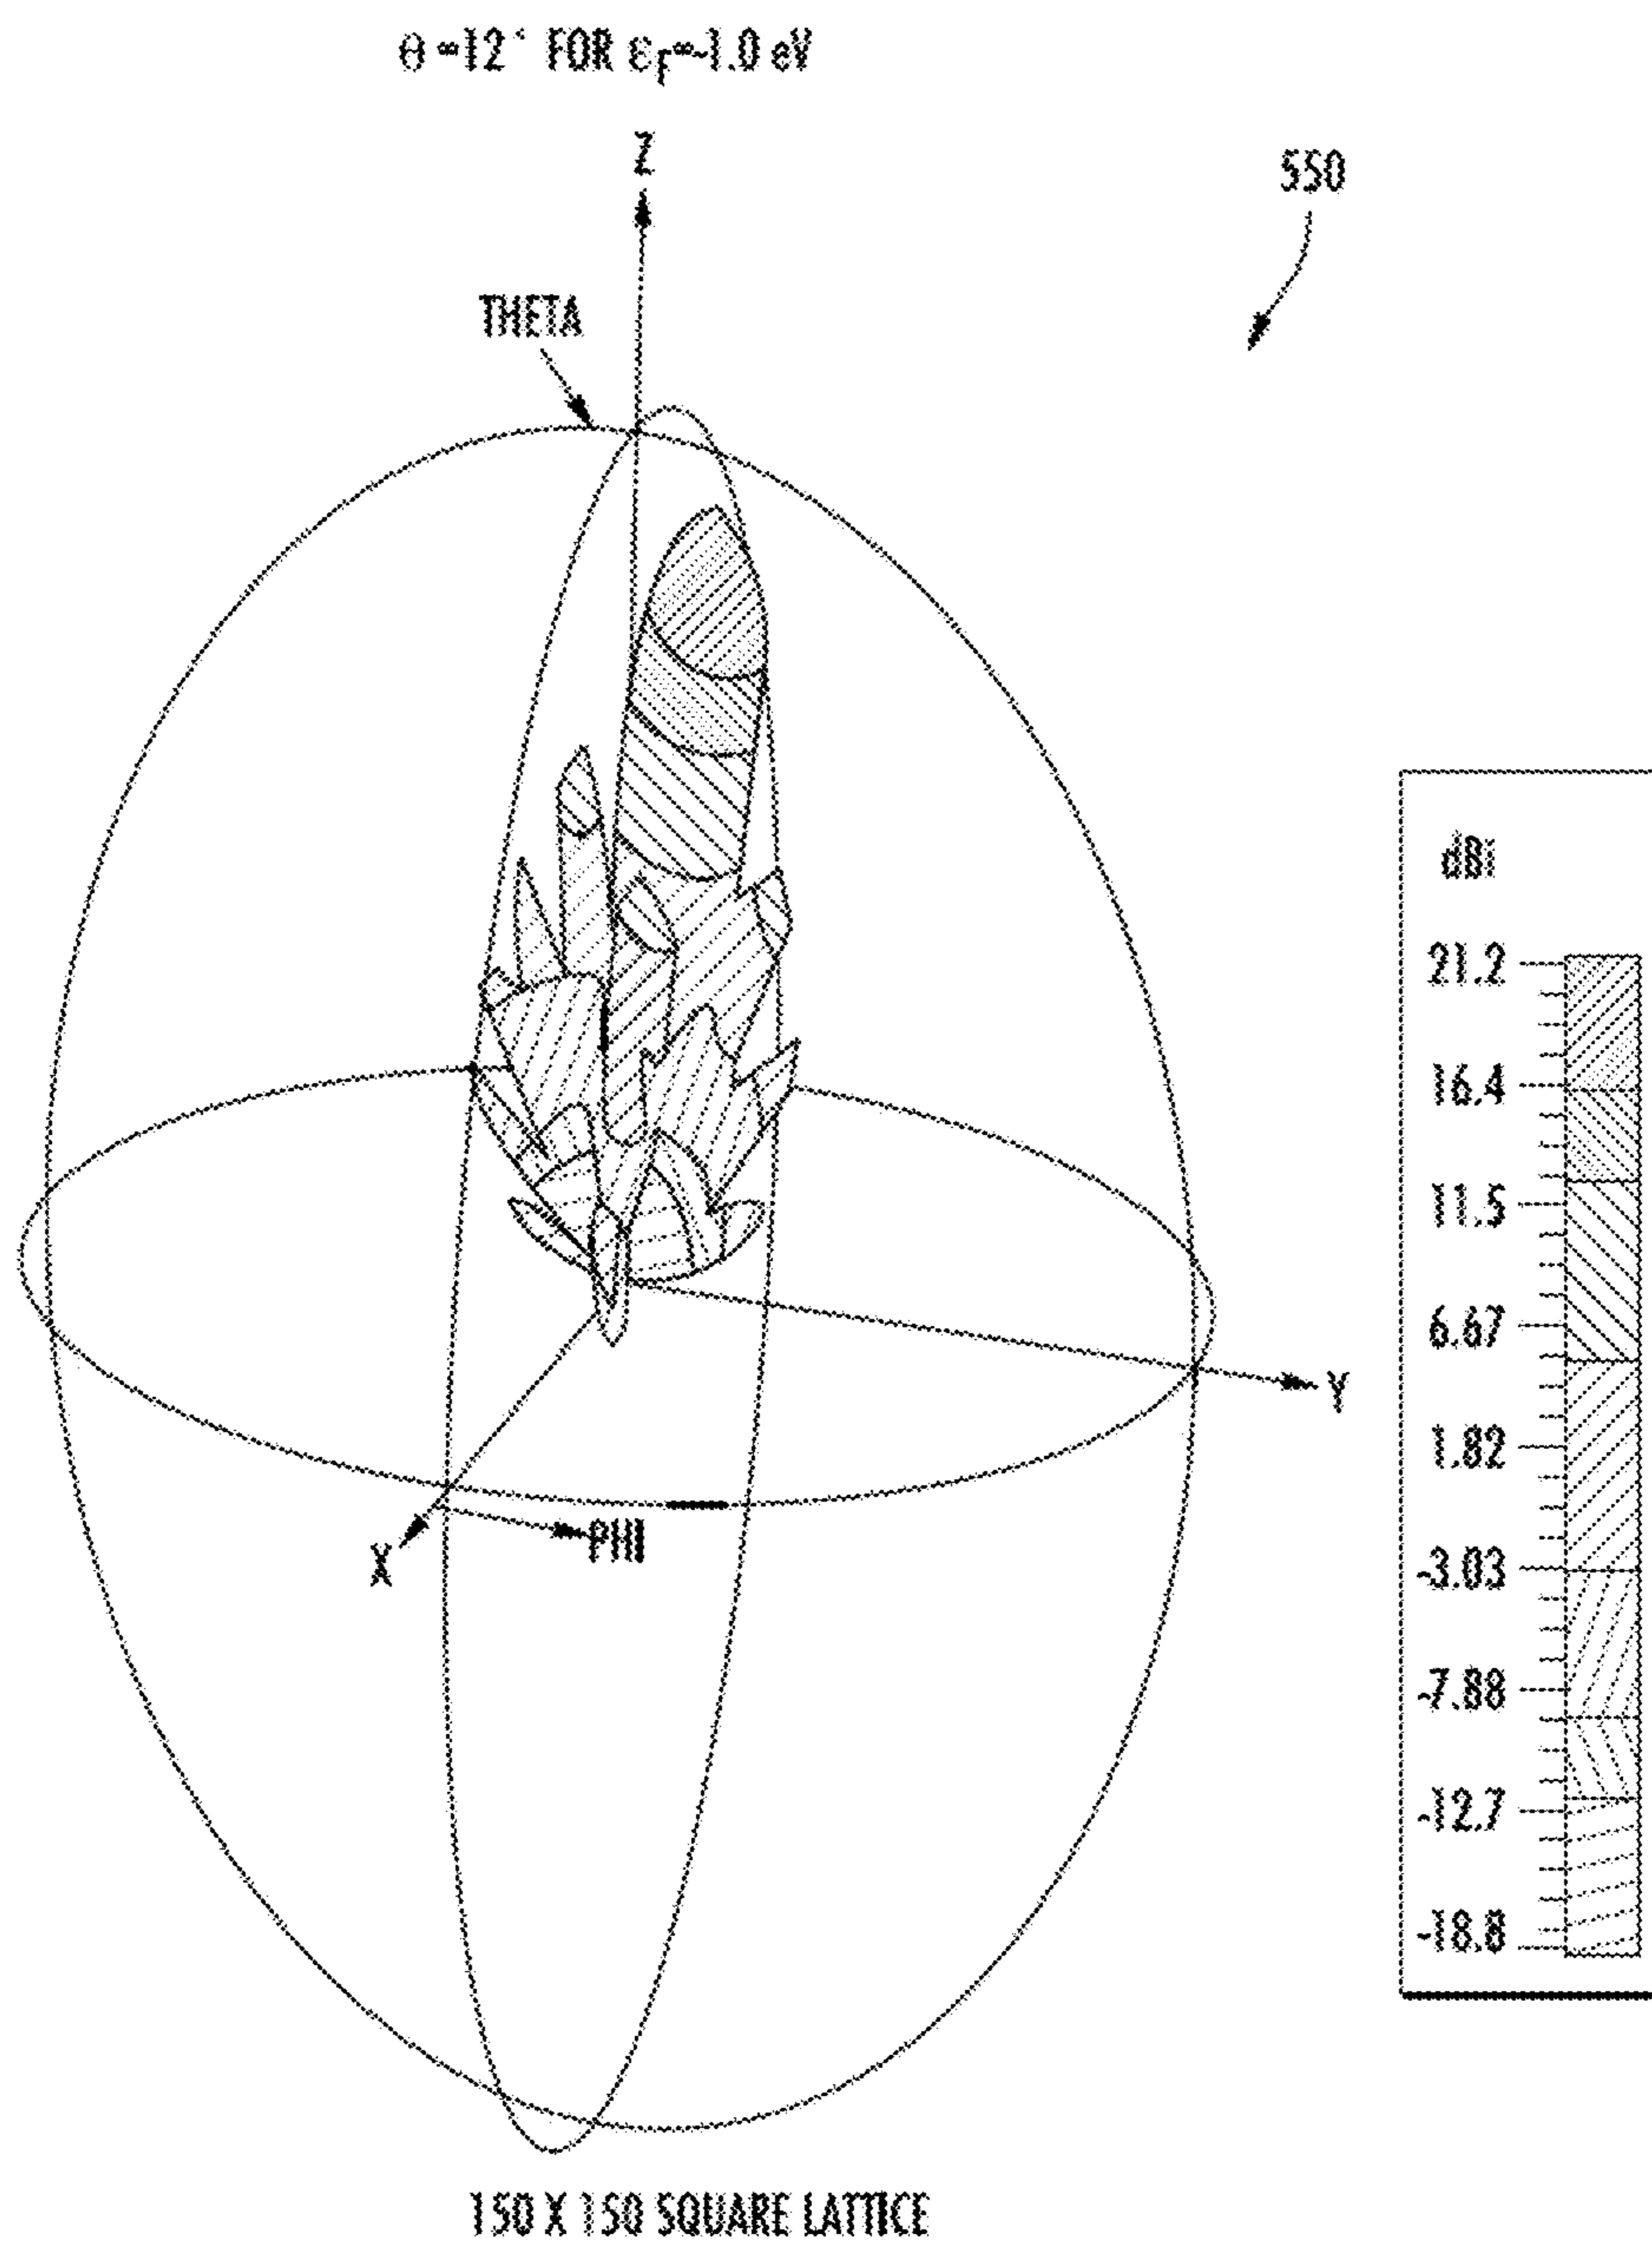 θ =12° FOR εF=-1.0 eV
Z
550
THETA
dBi
21.2
16.4
11.5
6.67
1.82
-3.03
-7.88
-12.7
-18.8
Y
X
PHI
150 X 150 SQUARE LATTICE